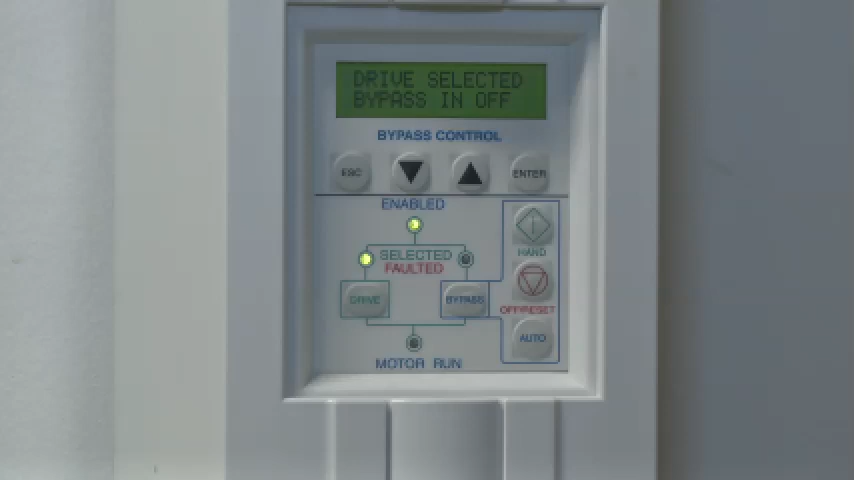 DRIVE SELECTED
BYPASS IN OFF
BYPASS CONTROL
ESC
ENTER
ENABLED
SELECTED
FAULTED
HAND
DRIVE
BYPASS
OFF/RESET
AUTO
MOTOR RUN